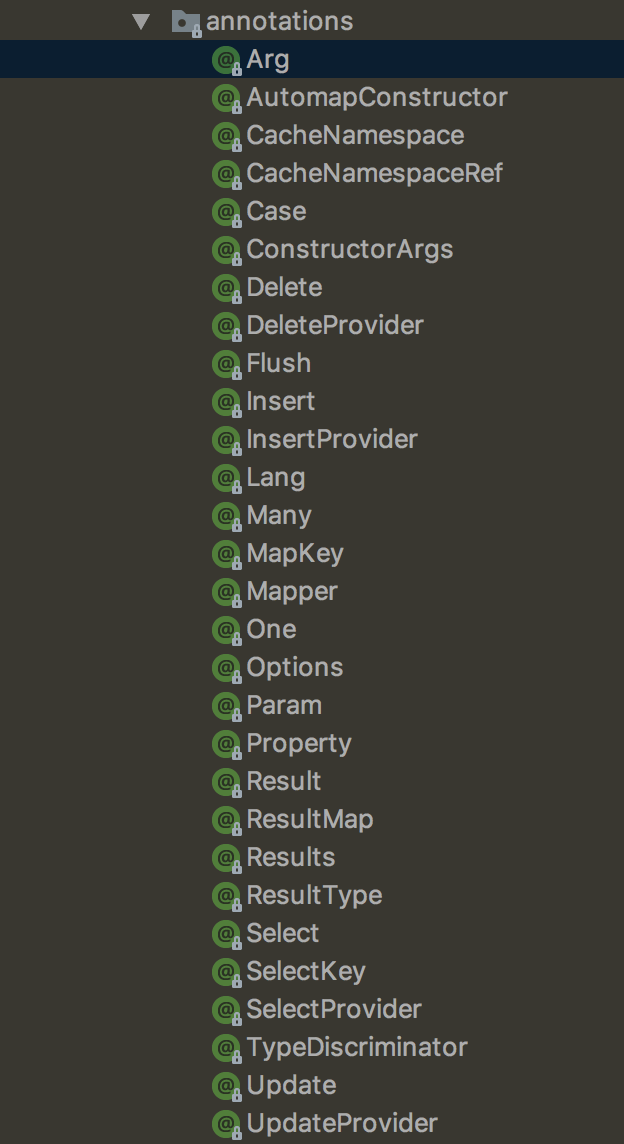 annotations
Arg
AutomapConstructor
CacheNamespace
CacheNamespaceRef
Case
ConstructorArgs
Delete
DeleteProvider
Flush
Insert
InsertProvider
Lang
Many
MapKey
Mapper
One
Options
Param
Property
Result
ResultMap
Results
ResultType
Select
SelectKey
SelectProvider
TypeDiscriminator
Update
UpdateProvider